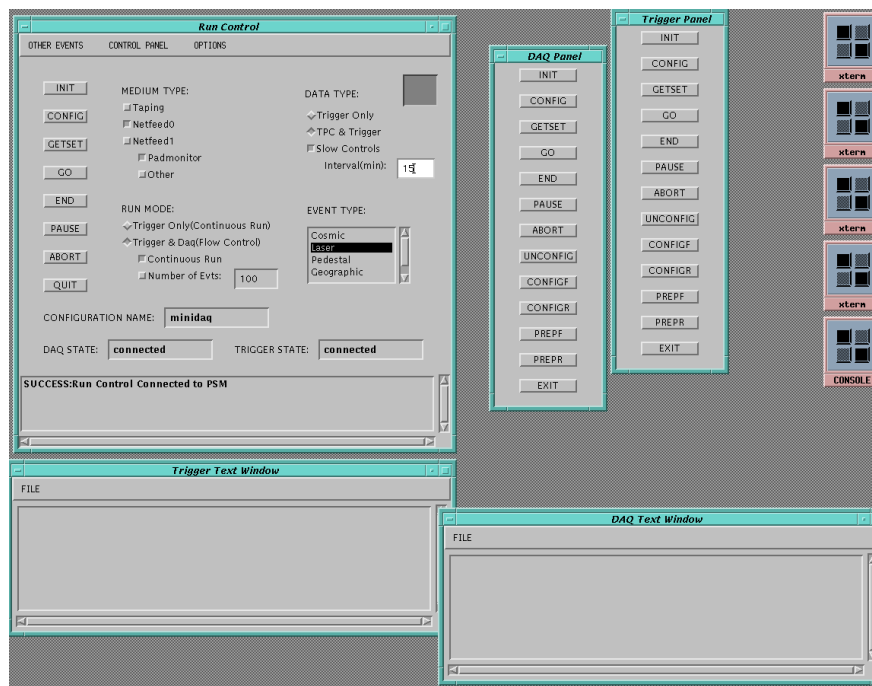 Run Control
OTHER EVENTS CONTROL PANEL OPTIONS
INIT
CONFIG
GETSET
GO
END
PAUSE
ABORT
QUIT
MEDIUM TYPE:
Taping
Netfeed0
Netfeed1
Padmonitor
Other
DATA TYPE:
Trigger Only
TPC & Trigger
Slow Controls
Interval(min): 15
RUN MODE:
Trigger Only(Continuous Run)
Trigger & Daq(Flow Control)
Continuous Run
Number of Evts: 100
EVENT TYPE:
Cosmic
Laser
Pedestal
Geographic
CONFIGURATION NAME: minidaq
DAQ STATE: connected TRIGGER STATE: connected
SUCCESS:Run Control Connected to PSM
DAQ Panel
INIT
CONFIG
GETSET
GO
END
PAUSE
ABORT
UNCONFIG
CONFIGF
CONFIGR
PREPF
PREPR
EXIT
Trigger Panel
INIT
CONFIG
GETSET
GO
END
PAUSE
ABORT
UNCONFIG
CONFIGF
CONFIGR
PREPF
PREPR
EXIT
xterm
xterm
xterm
xterm
CONSOLE
Trigger Text Window
FILE
DAQ Text Window
FILE